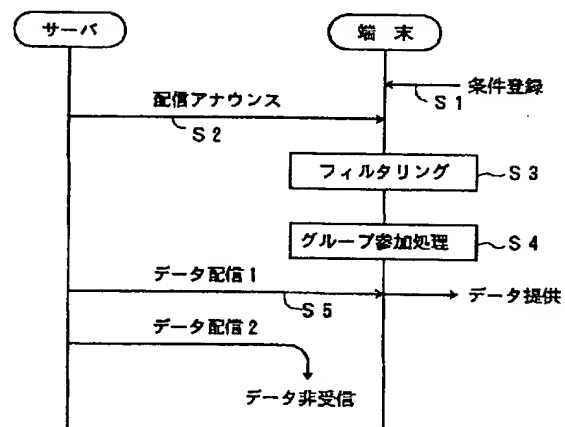 サーバ
端末
条件登録
S1
配信アナウンス
S2
フィルタリング
S3
グループ参加処理
S4
データ配信1
データ提供
S5
データ配信2
データ非受信